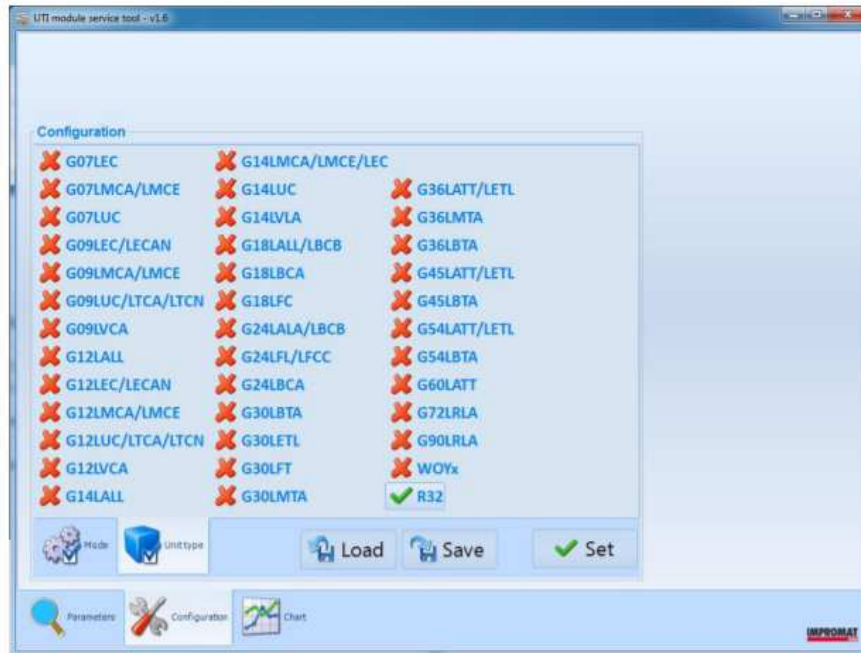 UTI module service tool - v1.6
Configuration
G07LEC
G07LMCA/LMCE
G07LUC
G09LEC/LECAN
G09LMCA/LMCE
G09LUC/LTCA/LTCN
G09LVCA
G12LALL
G12LEC/LECAN
G12LMCA/LMCE
G12LUC/LTCA/LTCN
G12LVCA
G14LALL
G14LMCA/LMCE/LEC
G14LUC
G14LVLA
G18LALL/LBCB
G18LBCA
G18LFC
G24LALA/LBCB
G24LFL/LFCC
G24LBCA
G30LBTA
G30LETL
G30LFT
G30LMTA
G36LATT/LETL
G36LMTA
G36LBTA
G45LATT/LETL
G45LBTA
G54LATT/LETL
G54LBTA
G60LATT
G72LRLA
G90LRLA
WOYx
R32
Mode
Unit type
Load
Save
Set
Parameters
Configuration
Chart
IMPROMAT